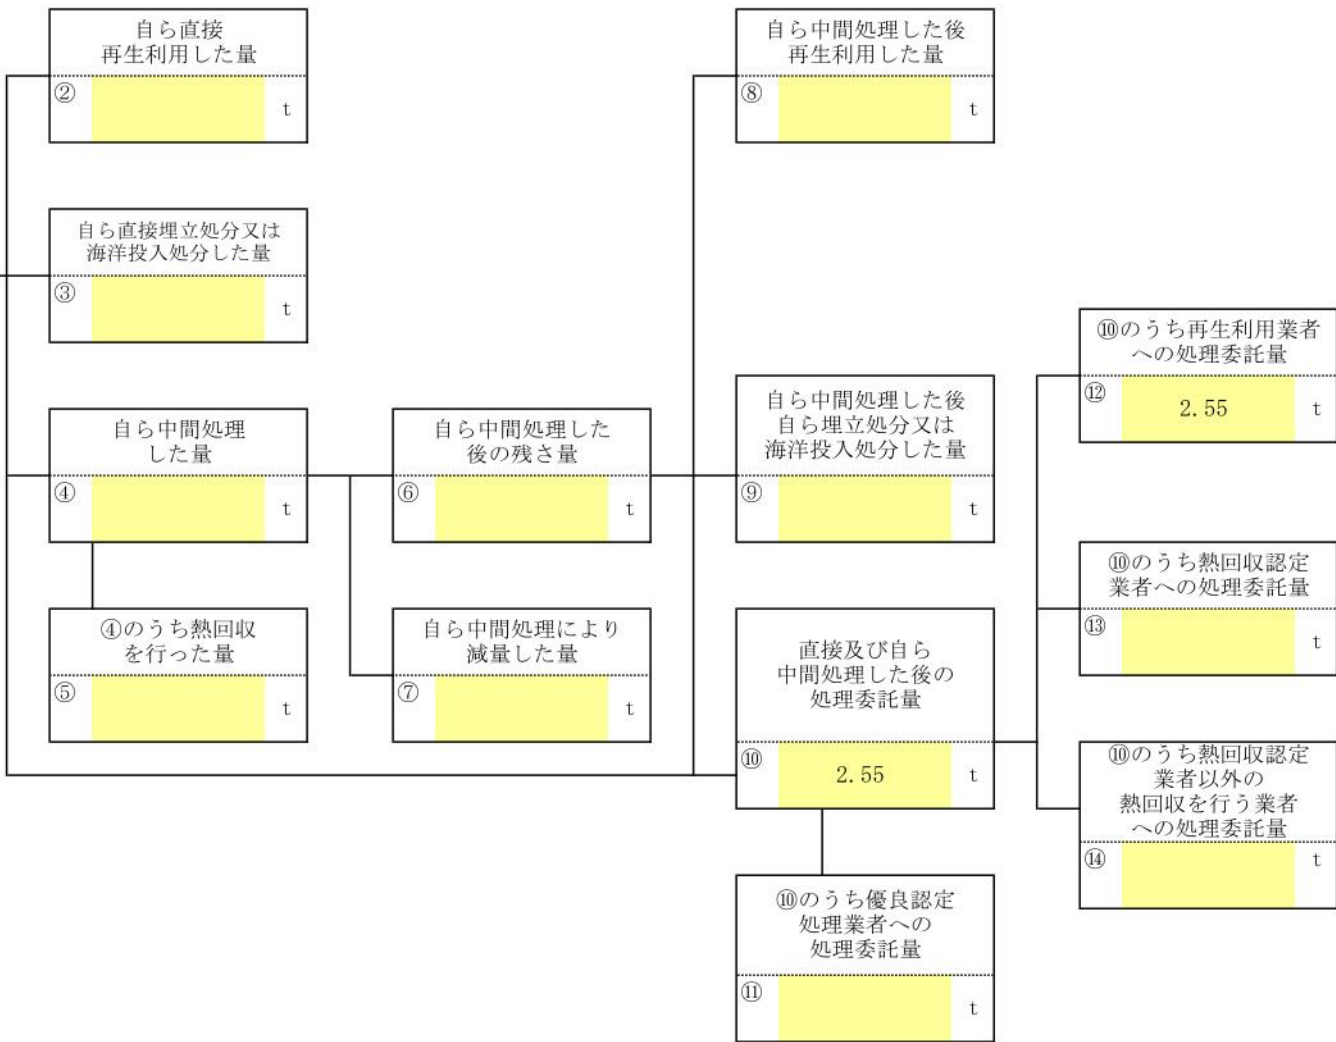 自ら直接
再生利用した量
②
t
自ら中間処理した後
再生利用した量
⑧
t
自ら直接埋立処分又は
海洋投入処分した量
③
t
⑩のうち再生利用業者
への処理委託量
⑫
2.55
t
自ら中間処理
した量
④
t
自ら中間処理した
後の残さ量
⑥
t
自ら中間処理した後
自ら埋立処分又は
海洋投入処分した量
⑨
t
⑩のうち熱回収認定
業者への処理委託量
⑬
t
④のうち熱回収
を行った量
⑤
t
自ら中間処理により
減量した量
⑦
t
直接及び自ら
中間処理した後の
処理委託量
⑩
2.55
t
⑩のうち熱回収認定
業者以外の
熱回収を行う業者
への処理委託量
⑭
t
⑩のうち優良認定
処理業者への
処理委託量
⑪
t